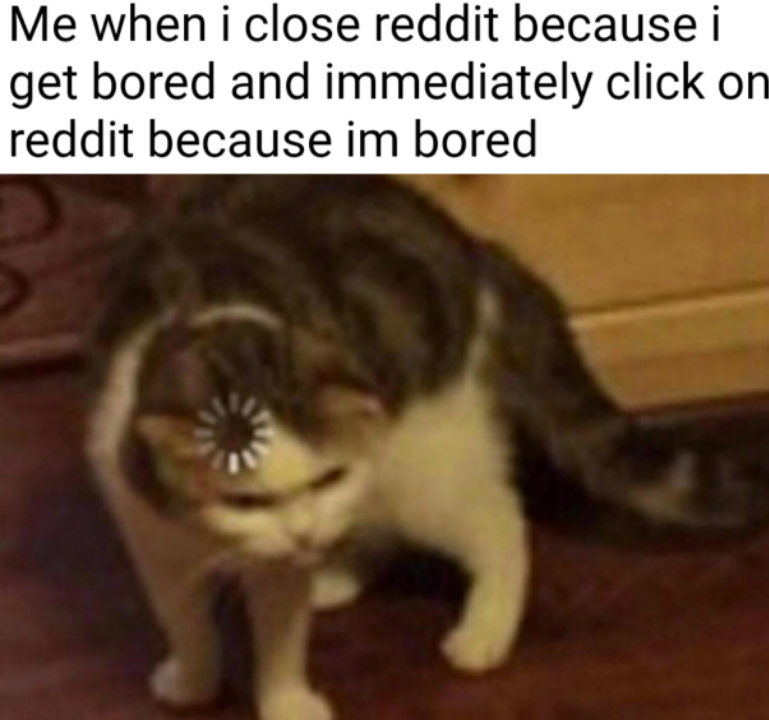 Me when i close reddit because i
get bored and immediately click on
reddit because im bored